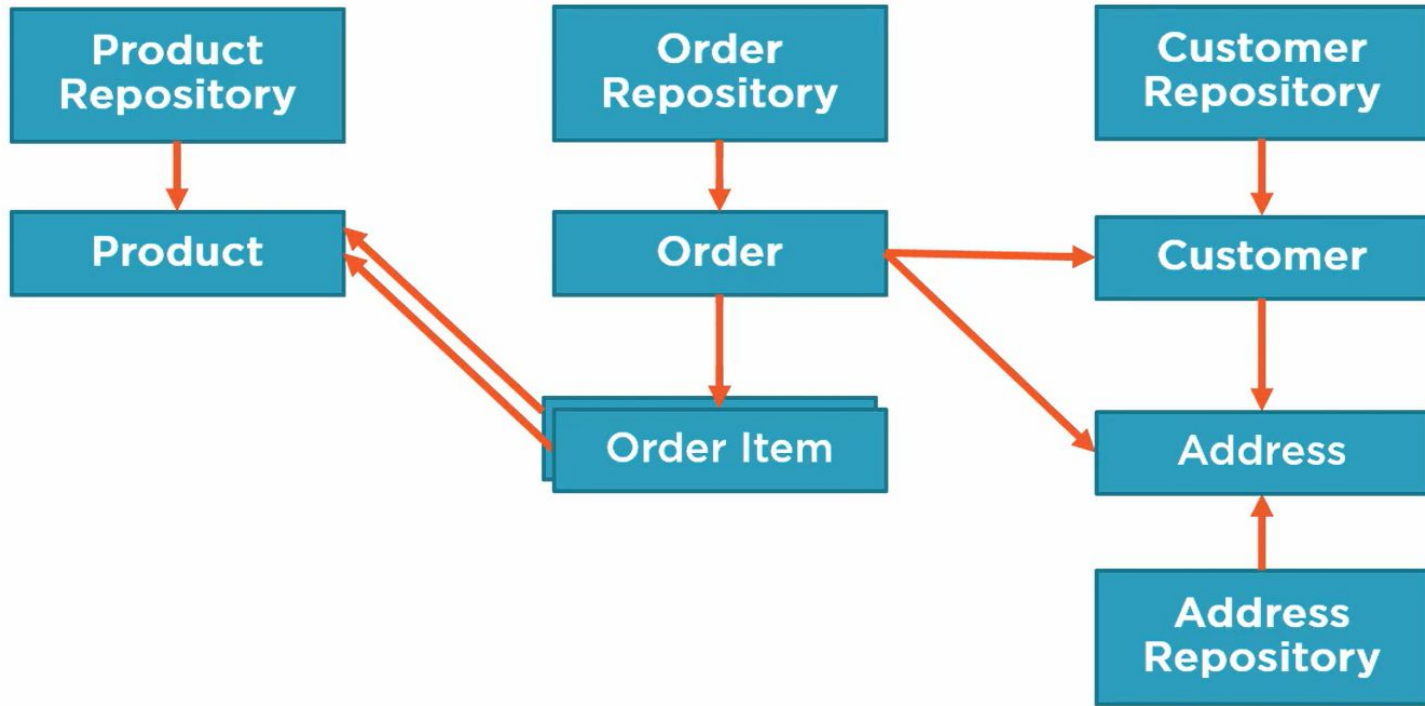 Product
Repository
Order
Repository
Customer
Repository
Product
Order
Customer
Order Item
Address
Address
Repository